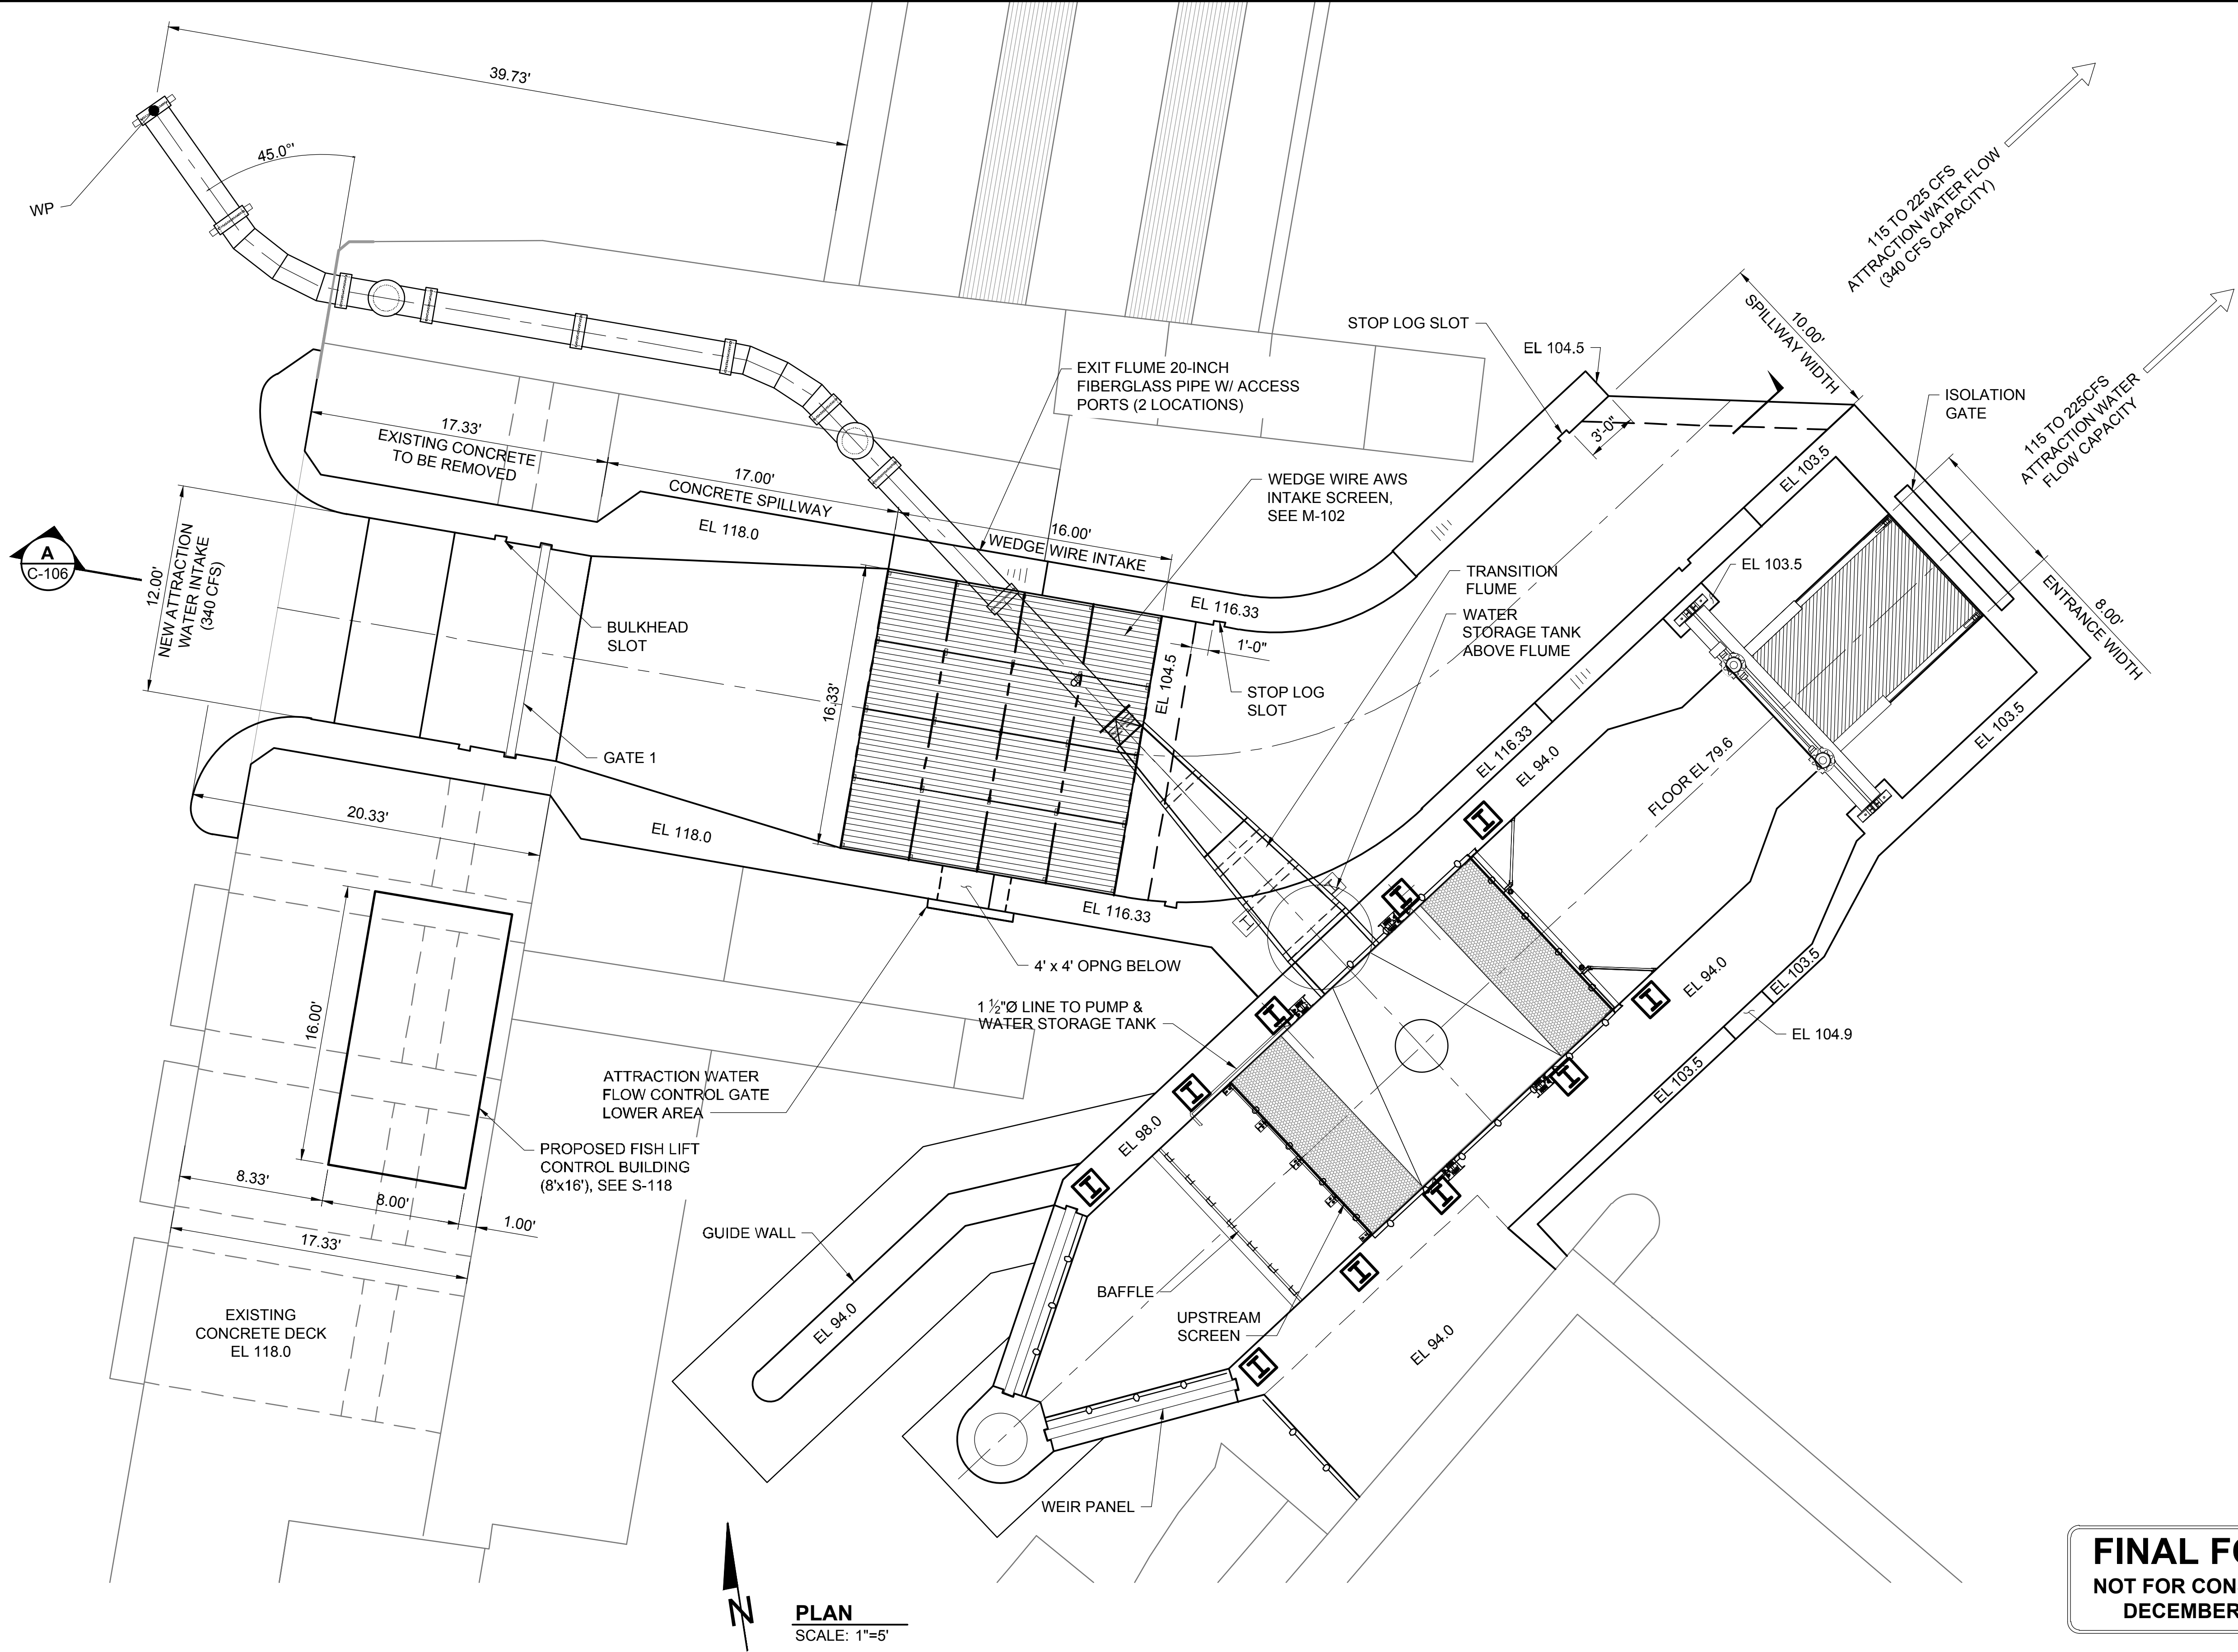 39.73'
45.0°'
WP
115 TO 225 CFS
ATTRACTION WATER FLOW
(340 CFS CAPACITY)
115 TO 225CFS
ATTRACTION WATER
FLOW CAPACITY
10.00'
SPILLWAY WIDTH
STOP LOG SLOT
EL 104.5
3'-0"
ISOLATION
GATE
EXIT FLUME 20-INCH
FIBERGLASS PIPE W/ ACCESS
PORTS (2 LOCATIONS)
17.33'
EXISTING CONCRETE
TO BE REMOVED
17.00'
CONCRETE SPILLWAY
WEDGE WIRE AWS
INTAKE SCREEN,
SEE M-102
EL 103.5
EL 118.0
16.00'
WEDGE WIRE INTAKE
A
C-106
12.00'
NEW ATTRACTION
WATER INTAKE
(340 CFS)
EL 103.5
TRANSITION
FLUME
EL 116.33
WATER
STORAGE TANK
ABOVE FLUME
8.00'
ENTRANCE WIDTH
BULKHEAD
SLOT
1'-0"
EL 104.5
16.33'
STOP LOG
SLOT
EL 103.5
GATE 1
EL 116.33
EL 94.0
FLOOR EL 79.6
20.33'
EL 118.0
I
I
EL 116.33
4' x 4' OPNG BELOW
EL 94.0
EL 103.5
I
16.00'
1 ½"Ø LINE TO PUMP &
WATER STORAGE TANK
I
EL 104.9
ATTRACTION WATER
FLOW CONTROL GATE
LOWER AREA
EL 103.5
I
I
EL 98.0
PROPOSED FISH LIFT
CONTROL BUILDING
(8'x16'), SEE S-118
8.33'
8.00'
1.00'
17.33'
I
I
GUIDE WALL
BAFFLE
I
EL 94.0
UPSTREAM
SCREEN
EL 94.0
I
EXISTING
CONCRETE DECK
EL 118.0
WEIR PANEL
N
PLAN
SCALE: 1"=5'
FINAL FO
NOT FOR CON
DECEMBER